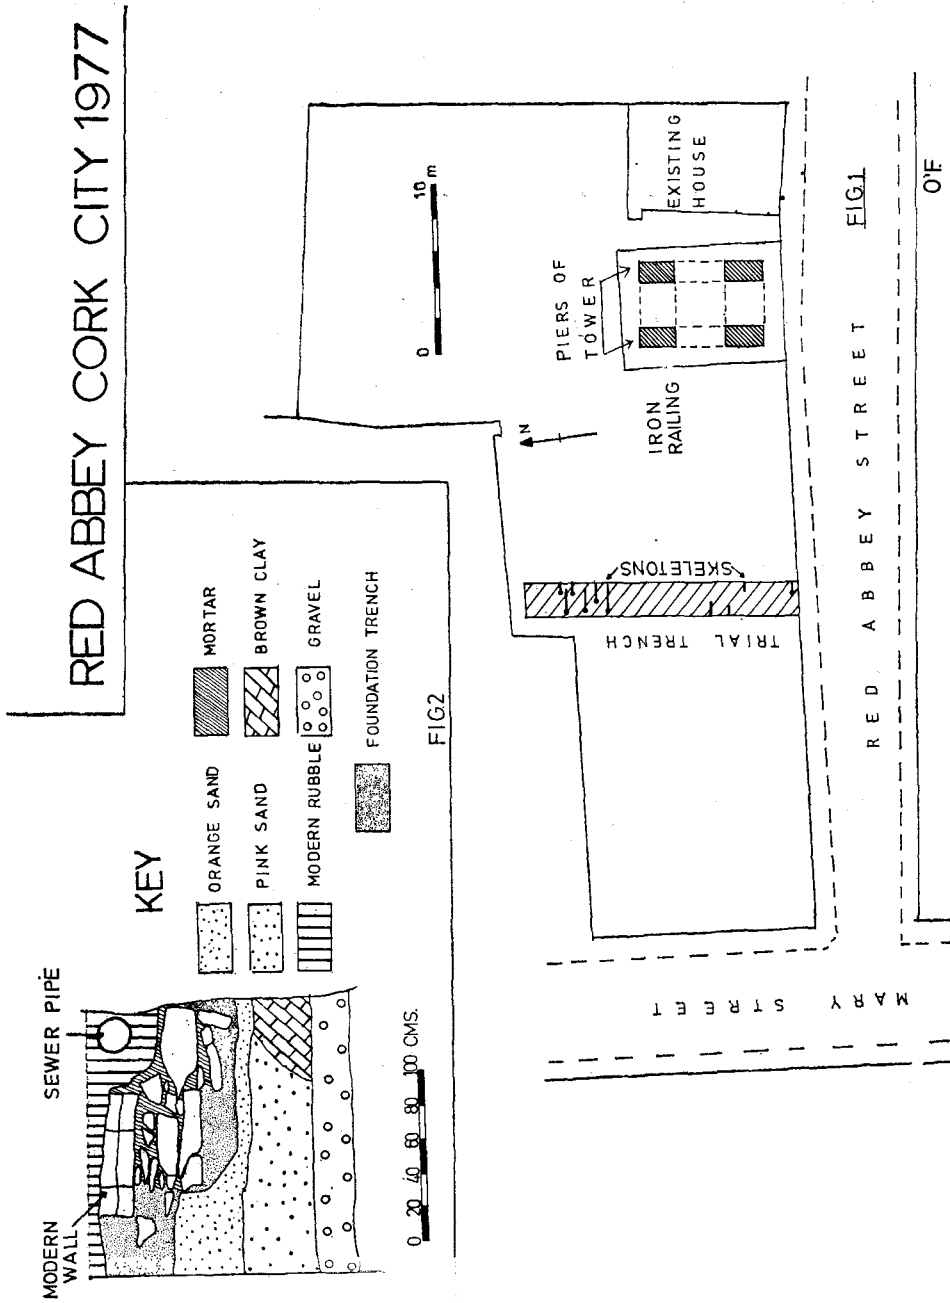 RED ABBEY CORK CITY 1977
MODERN
WALL
SEWER PIPE
KEY
ORANGE SAND
MORTAR
PINK SAND
BROWN CLAY
MODERN RUBBLE
GRAVEL
FOUNDATION TRENCH
0 20 40 60 80 100 CMS.
FIG2
0 10 m
N
PIERS OF
TOWER
EXISTING
HOUSE
IRON
RAILING
SKELETONS
TRIAL TRENCH
MARY STREET
RED ABBEY STREET
FIG.1
O'F